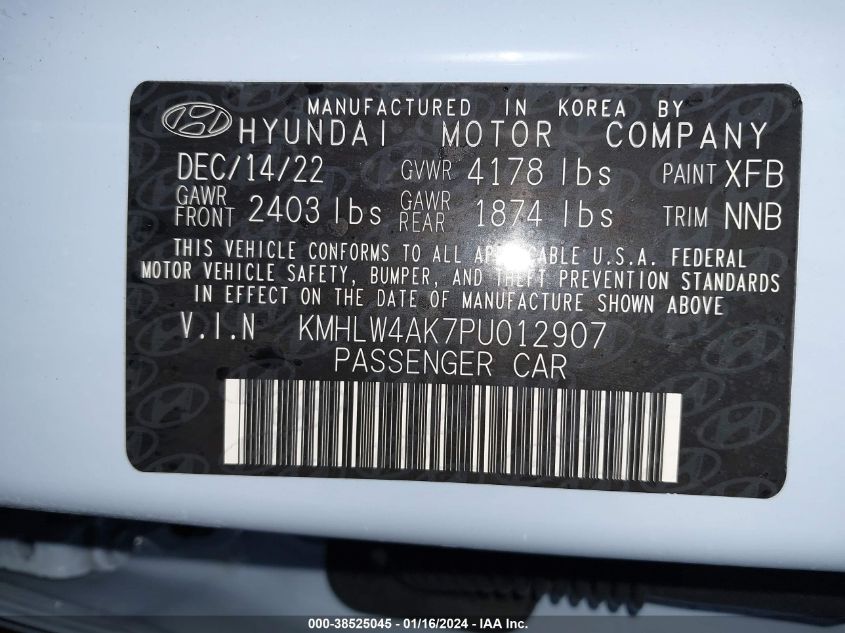 MANUFACTURED IN KOREA BY
HYUNDAI MOTOR COMPANY
DEC/14/22 GVWR 4178 lbs PAINT XFB
GAWR FRONT 2403 lbs GAWR REAR 1874 lbs TRIM NNB
THIS VEHICLE CONFORMS TO ALL APPLICABLE U.S.A. FEDERAL
MOTOR VEHICLE SAFETY, BUMPER, AND THEFT PREVENTION STANDARDS
IN EFFECT ON THE DATE OF MANUFACTURE SHOWN ABOVE
V.I.N KMHLW4AK7PU012907
PASSENGER CAR
000-38525045 - 01/16/2024 - IAA Inc.